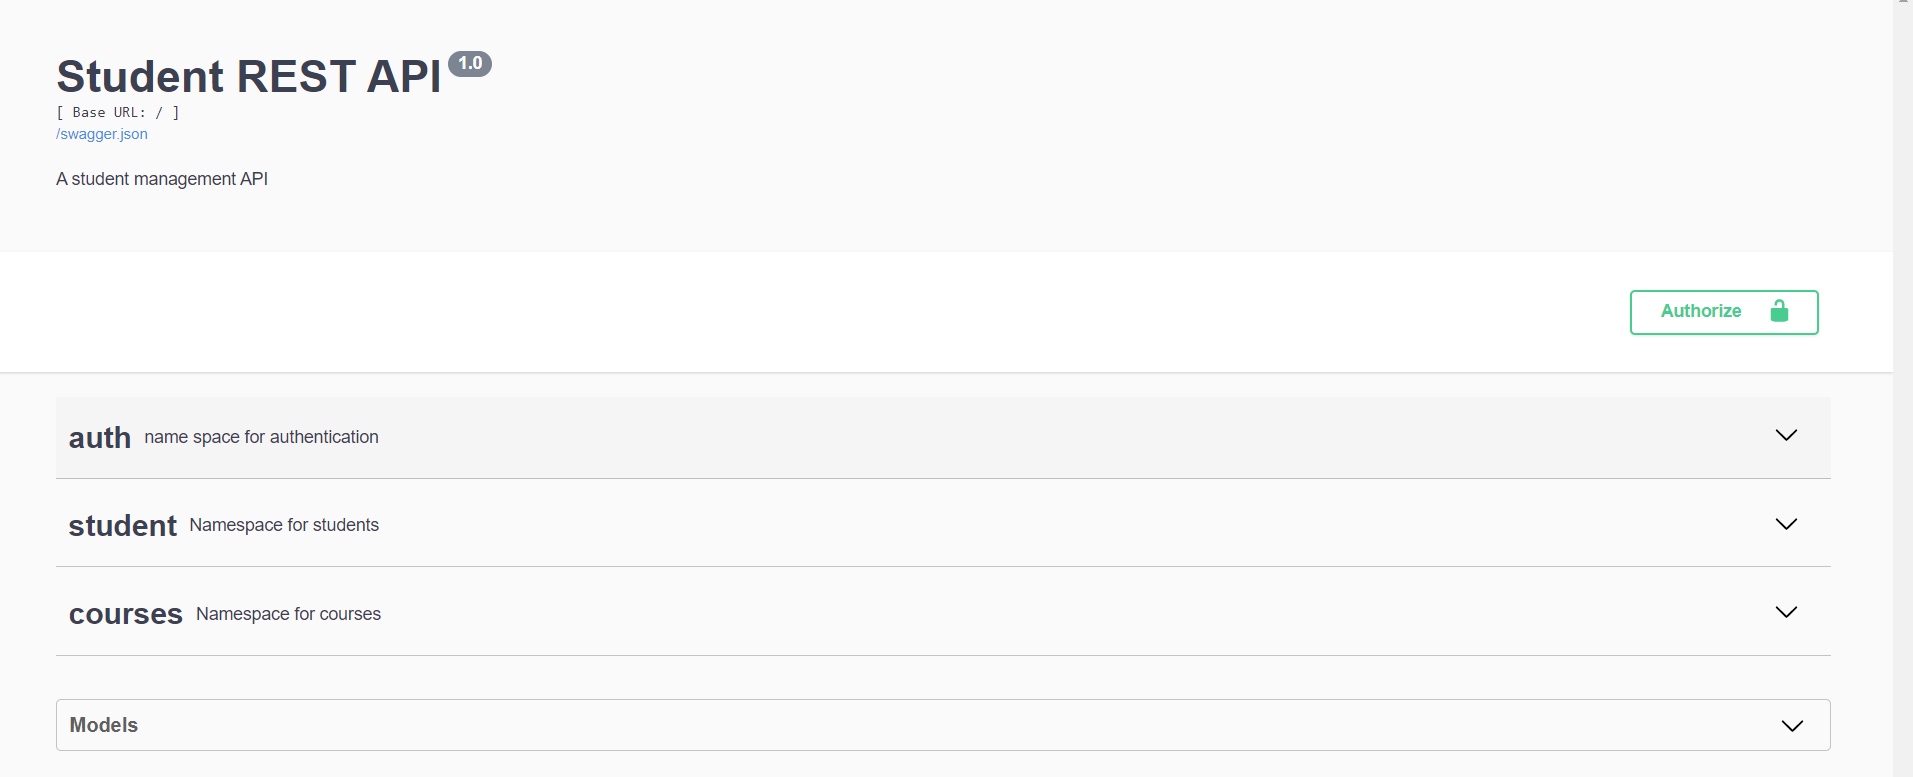 Student REST API 1.0
[ Base URL: / ]
/swagger.json
A student management API
Authorize
auth name space for authentication
student Namespace for students
courses Namespace for courses
Models